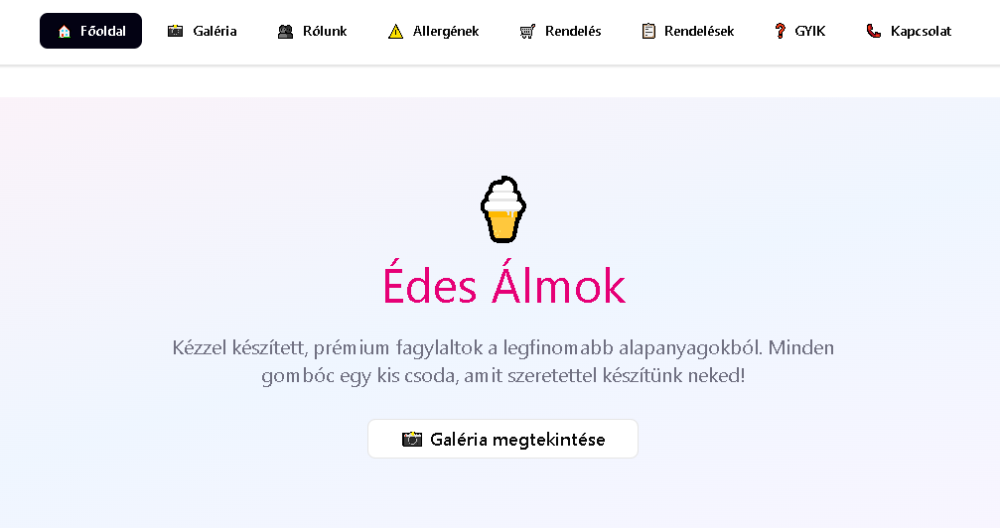 Főoldal
Galéria
Rólunk
Allergének
Rendelés
Rendelések
GYIK
Kapcsolat
Édes Álmok
Kézzel készített, prémium fagylaltok a legfinomabb alapanyagokból. Minden
gombóc egy kis csoda, amit szeretettel készítünk neked!
Galéria megtekintése